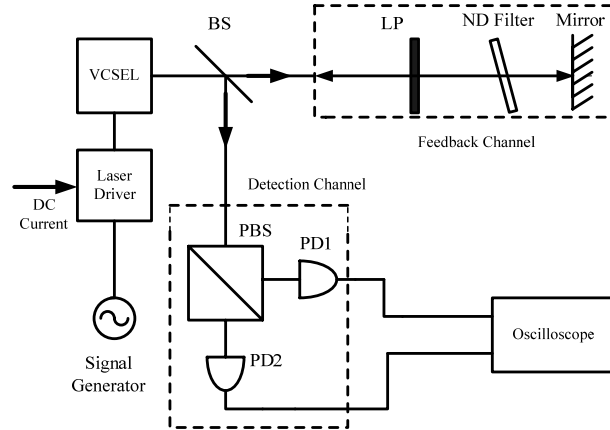 BS
LP
ND Filter
Mirror
VCSEL
Feedback Channel
Laser
Driver
DC
Current
Detection Channel
PBS
PD1
Oscilloscope
PD2
Signal
Generator